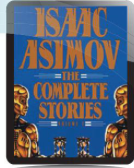 ISAAC
ASIMOV
THE
COMPLETE
STORIES